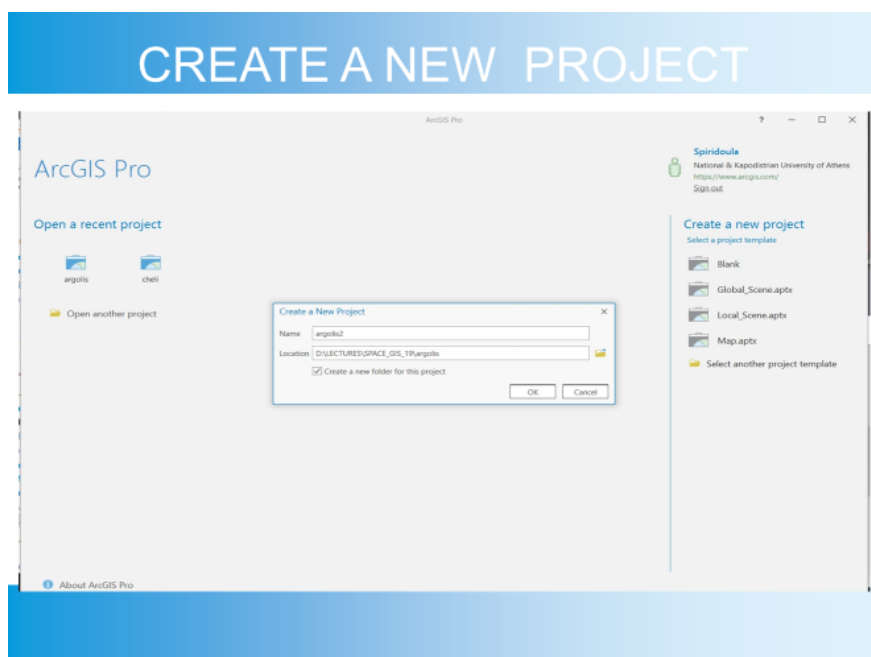 CREATE A NEW PROJECT
ArcGIS Pro
?
ArcGIS Pro
Spiridoula
National & Kapodistrian University of Athens
https://www.arcgis.com/
Sign out
Open a recent project
argolis
cheli
Open another project
Create a new project
Select a project template
Blank
Global_Scene.aptx
Local_Scene.aptx
Map.aptx
Select another project template
Create a New Project
Name argolis2
Location D:\LECTURES\SPACE_GIS_19\argolis
Create a new folder for this project
OK Cancel
About ArcGIS Pro